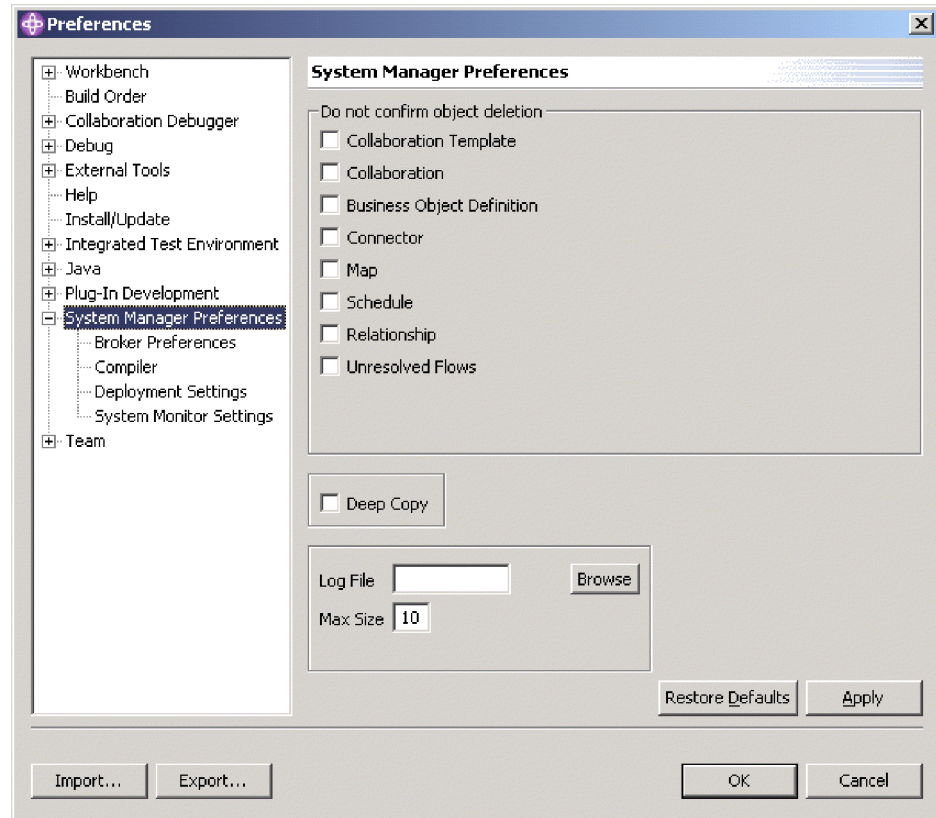 Preferences
Workbench
Build Order
Collaboration Debugger
Debug
External Tools
Help
Install/Update
Integrated Test Environment
Java
Plug-In Development
System Manager Preferences
Broker Preferences
Compiler
Deployment Settings
System Monitor Settings
Team
System Manager Preferences
Do not confirm object deletion
Collaboration Template
Collaboration
Business Object Definition
Connector
Map
Schedule
Relationship
Unresolved Flows
Deep Copy
Log File Browse
Max Size 10
Restore Defaults Apply
Import... Export... OK Cancel